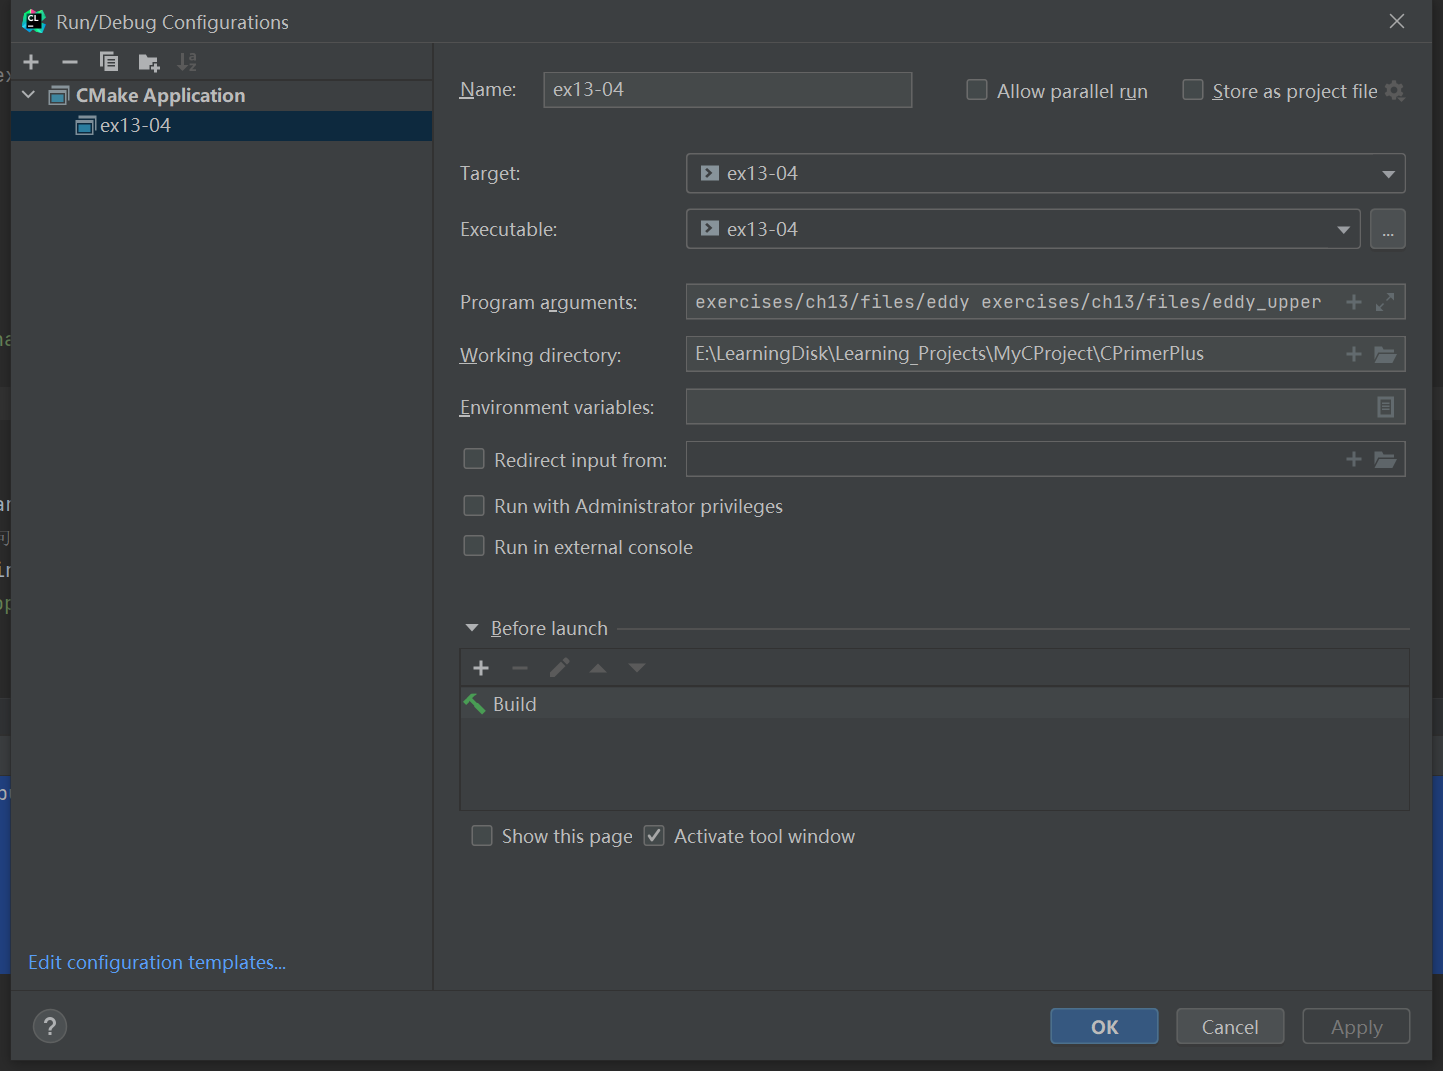 Run/Debug Configurations
CMake Application
ex13-04
Name: ex13-04
Allow parallel run
Store as project file
Target: ex13-04
Executable: ex13-04
...
Program arguments: exercises/ch13/files/eddy exercises/ch13/files/eddy_upper
Working directory: E:\LearningDisk\Learning_Projects\MyCProject\CPrimerPlus
Environment variables:
Redirect input from:
Run with Administrator privileges
Run in external console
Before launch
Build
Show this page
Activate tool window
Edit configuration templates...
?
OK
Cancel
Apply